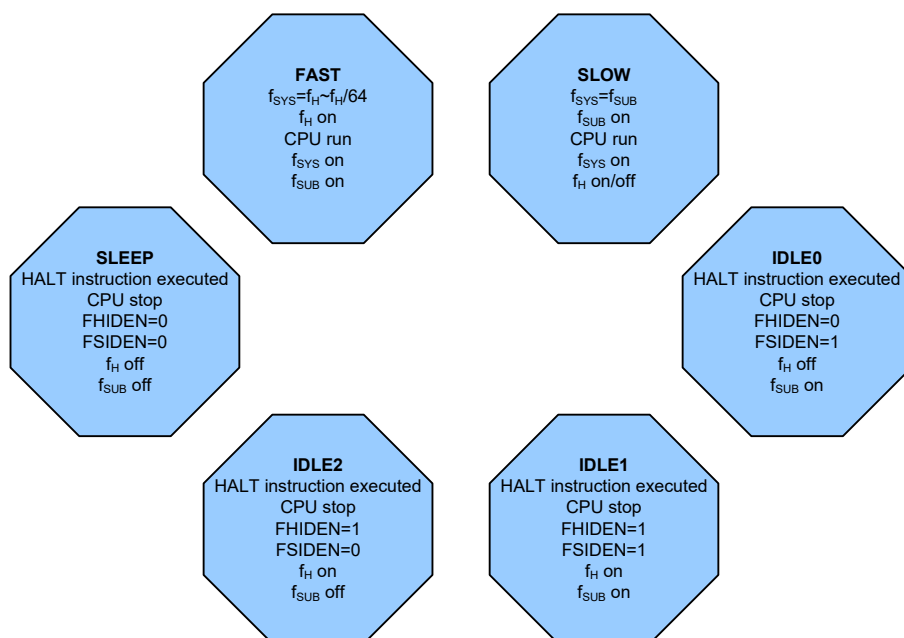 FAST
fSYS=fH~fH/64
fH on
CPU run
fSYS on
fSUB on
SLOW
fSYS=fSUB
fSUB on
CPU run
fSYS on
fH on/off
SLEEP
HALT instruction executed
CPU stop
FHIDEN=0
FSIDEN=0
fH off
fSUB off
IDLE0
HALT instruction executed
CPU stop
FHIDEN=0
FSIDEN=1
fH off
fSUB on
IDLE2
HALT instruction executed
CPU stop
FHIDEN=1
FSIDEN=0
fH on
fSUB off
IDLE1
HALT instruction executed
CPU stop
FHIDEN=1
FSIDEN=1
fH on
fSUB on